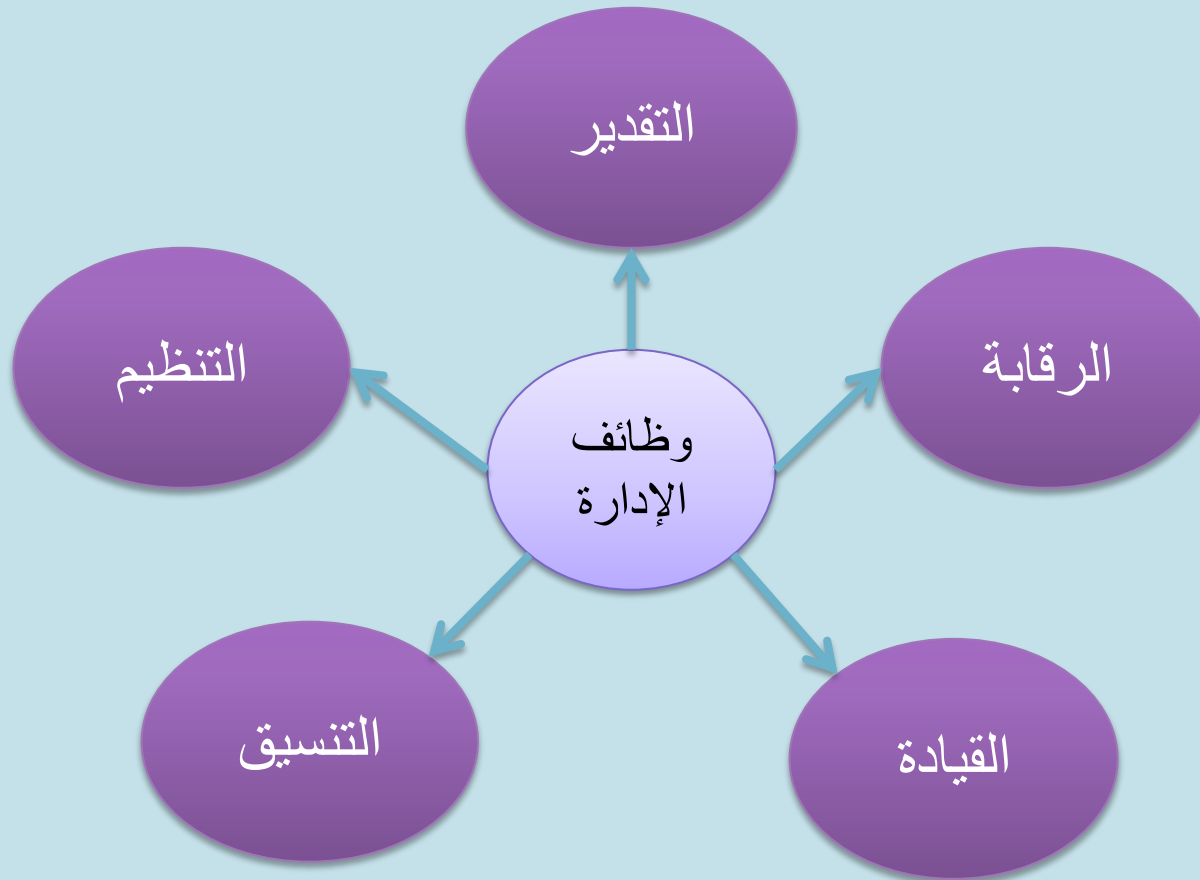 التقدير
الرقابة
التنظيم
وظائف
الإدارة
القيادة
التنسيق